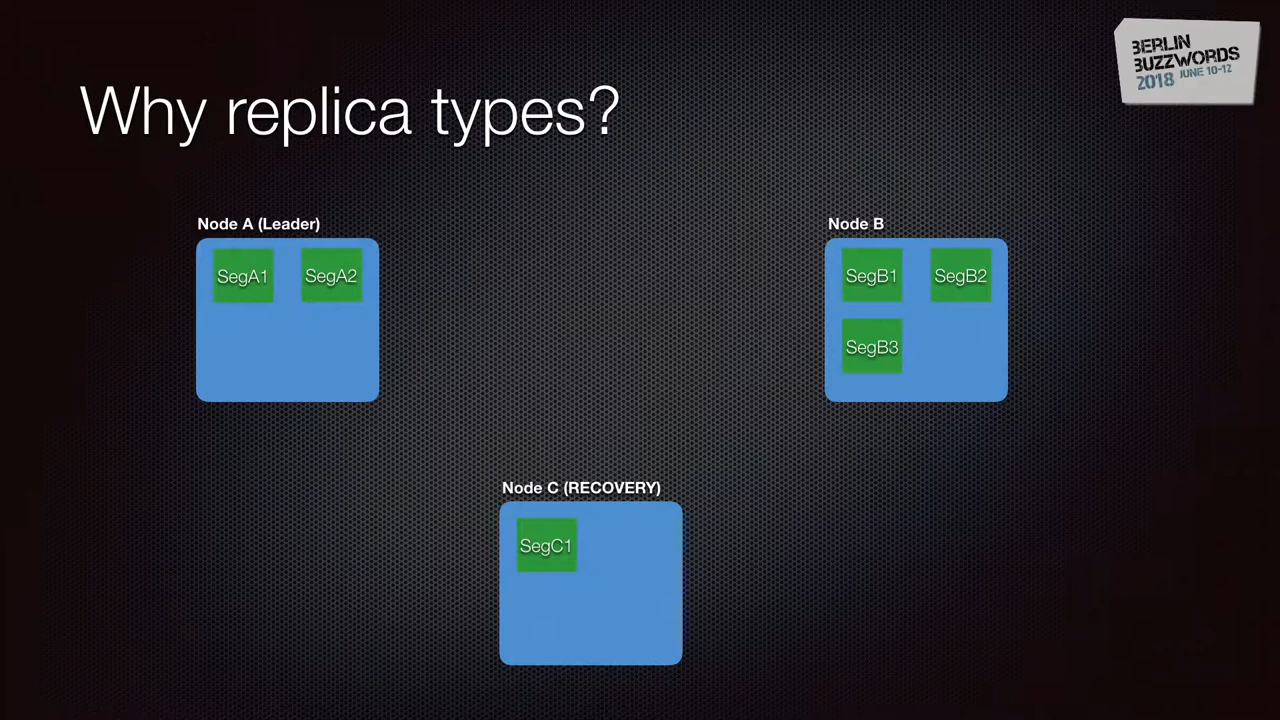 BERLIN
BUZZWORDS
2018 JUNE 10-12
Why replica types?
Node A (Leader)
SegA1 SegA2
Node B
SegB1 SegB2
SegB3
Node C (RECOVERY)
SegC1